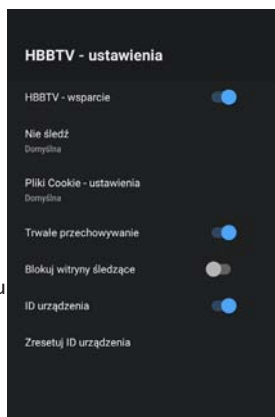 HBBTV - ustawienia
HBBTV - wsparcie
Nie śledź
Domyślna
Pliki Cookie - ustawienia
Domyślna
Trwałe przechowywanie
Blokuj witryny śledzące
u
ID urządzenia
Zresetuj ID urządzenia